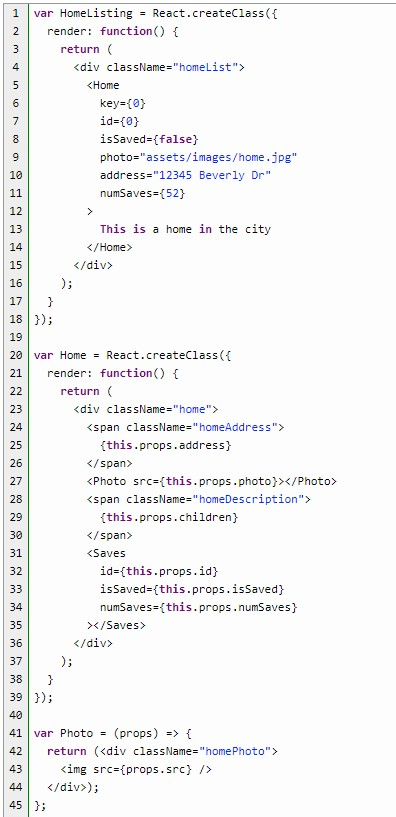 1 var HomeListing = React.createClass({
2   render: function() {
3     return (
4       <div className="homeList">
5         <Home
6           key={0}
7           id={0}
8           isSaved={false}
9           photo="assets/images/home.jpg"
10           address="12345 Beverly Dr"
11           numSaves={52}
12         >
13           This is a home in the city
14         </Home>
15       </div>
16     );
17   }
18 });
19
20 var Home = React.createClass({
21   render: function() {
22     return (
23       <div className="home">
24         <span className="homeAddress">
25           {this.props.address}
26         </span>
27         <Photo src={this.props.photo}></Photo>
28         <span className="homeDescription">
29           {this.props.children}
30         </span>
31         <Saves
32           id={this.props.id}
33           isSaved={this.props.isSaved}
34           numSaves={this.props.numSaves}
35         ></Saves>
36       </div>
37     );
38   }
39 });
40
41 var Photo = (props) => {
42   return (<div className="homePhoto">
43     <img src={props.src} />
44   </div>);
45 };